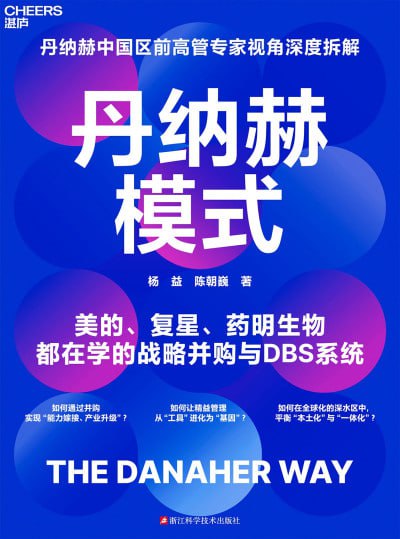 CHEERS
湛庐
丹纳赫中国区前高管专家视角深度拆解
丹纳赫
模式
杨 益 陈朝巍 著
美的、复星、药明生物
都在学的战略并购与DBS系统
如何通过并购
实现“能力嫁接、产业升级”？
如何让精益管理
从“工具”进化为“基因”？
如何在全球化的深水区中，
平衡“本土化”与“一体化”？
THE DANAHER WAY
浙江科学技术出版社